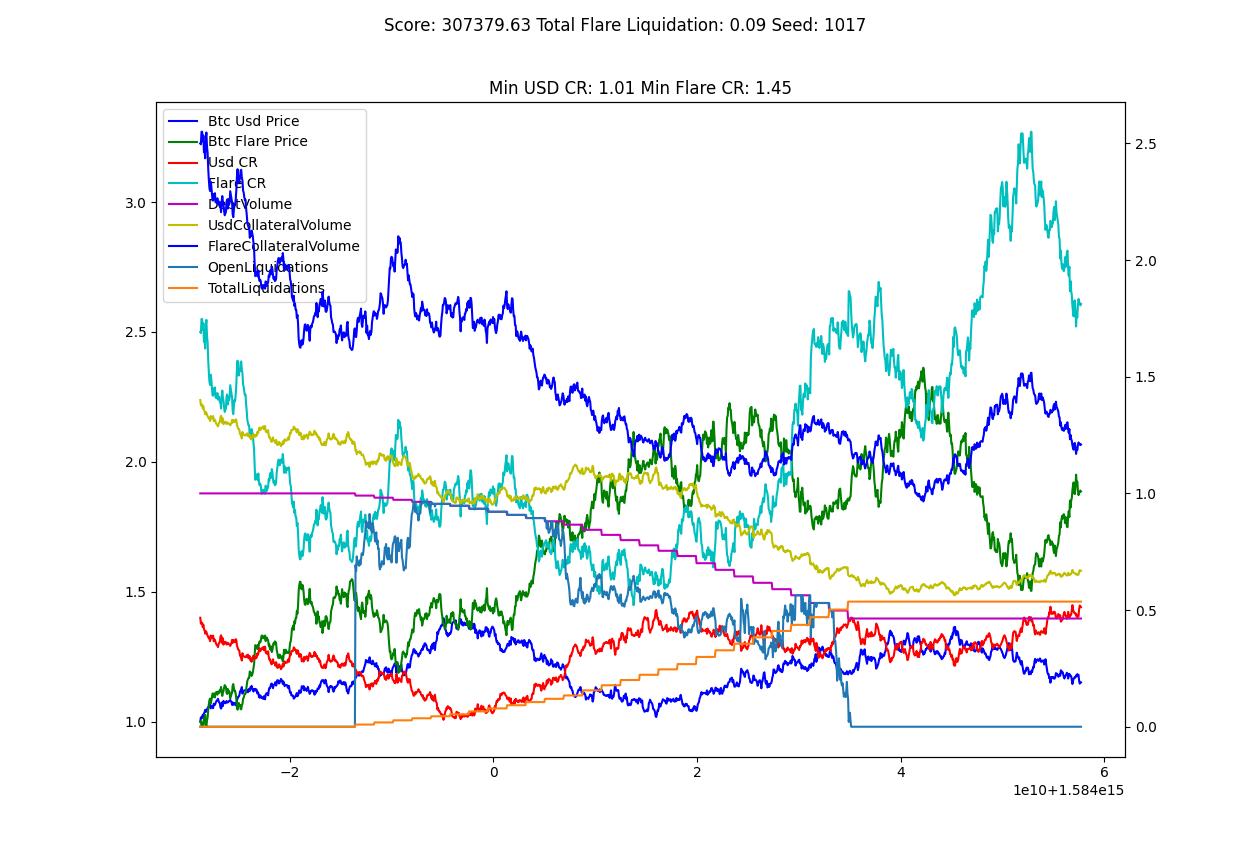 Score: 307379.63 Total Flare Liquidation: 0.09 Seed: 1017
Min USD CR: 1.01 Min Flare CR: 1.45
Btc Usd Price
Btc Flare Price
Usd CR
Flare CR
DebtVolume
UsdCollateralVolume
FlareCollateralVolume
OpenLiquidations
TotalLiquidations
3.0
2.5
2.0
1.5
1.0
2.5
2.0
1.5
1.0
0.5
0.0
−2
0
2
4
6
1e10+1.584e15